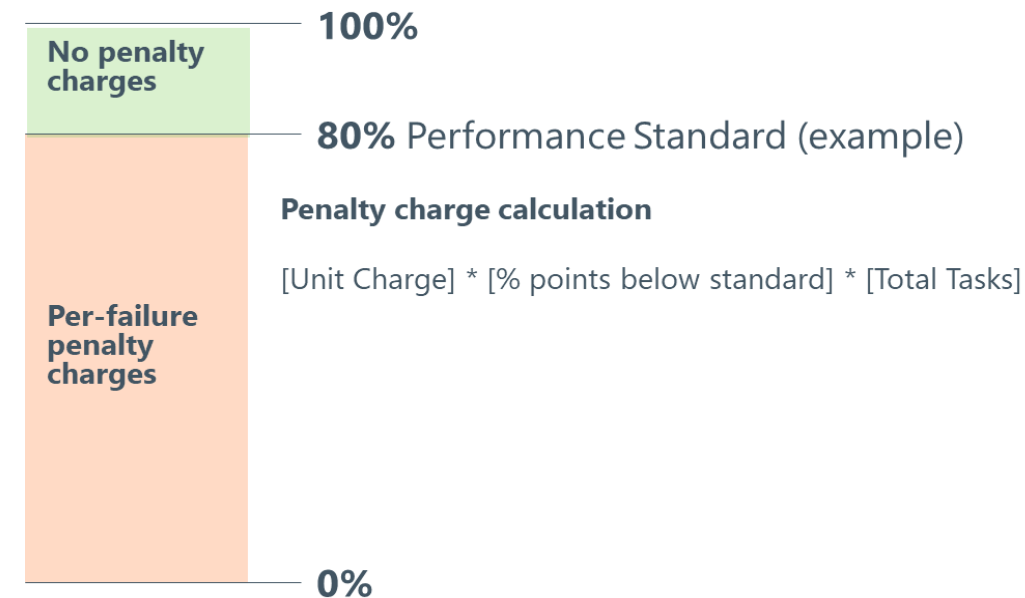 100%
No penalty
charges
80% Performance Standard (example)
Penalty charge calculation
[Unit Charge] * [% points below standard] * [Total Tasks]
Per-failure
penalty
charges
0%